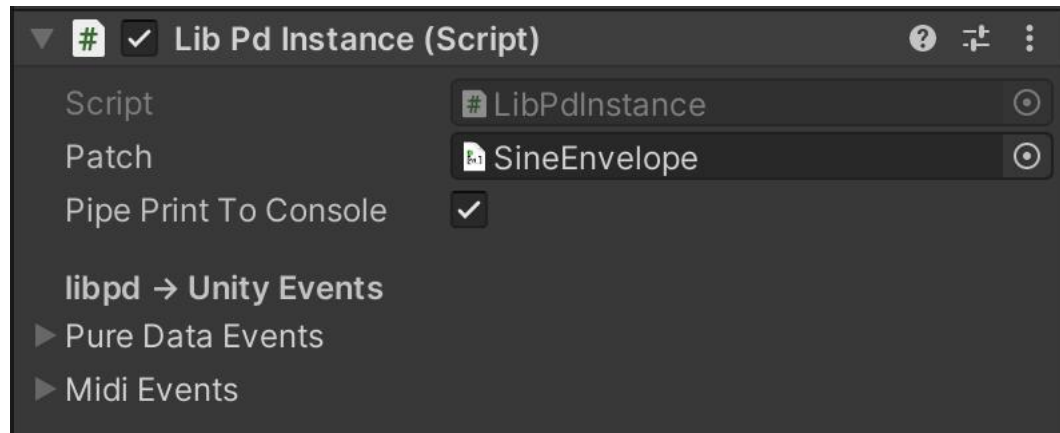 # Lib Pd Instance (Script)
Script # LibPdInstance
Patch SineEnvelope
Pipe Print To Console
libpd → Unity Events
Pure Data Events
Midi Events